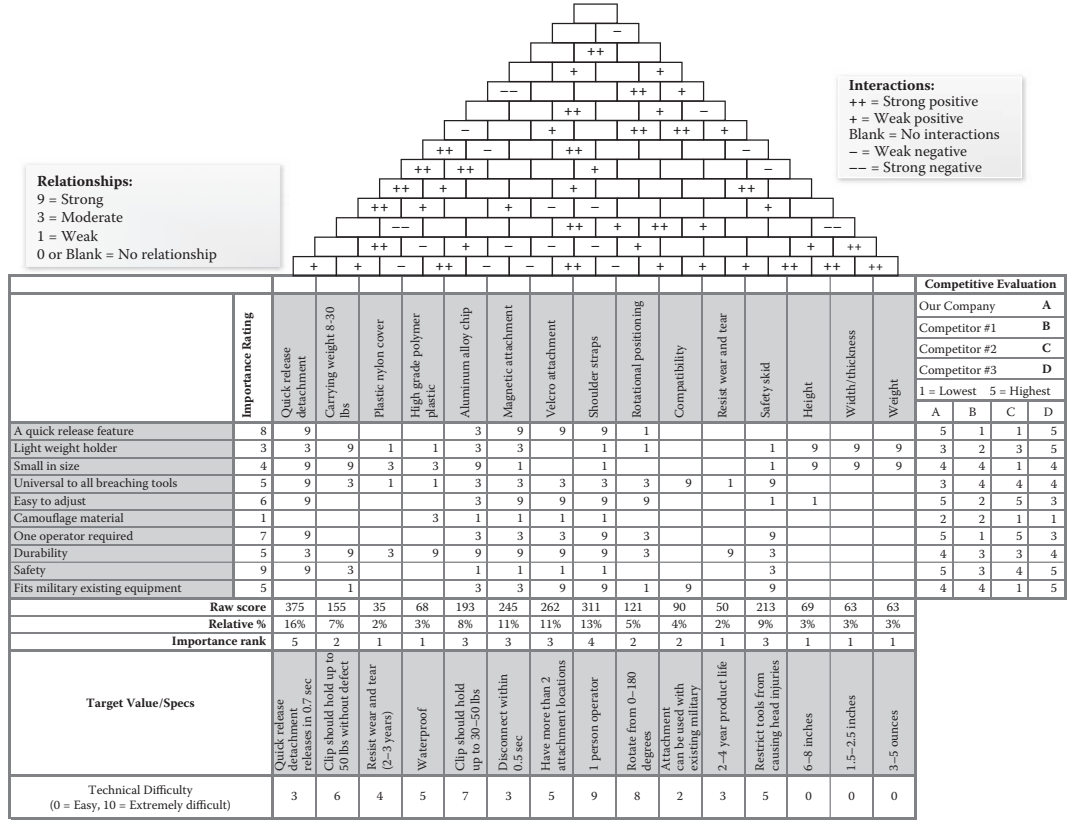 −
++
+ +
−− ++ +
++ + −
− + ++ ++ +
++ − ++ −
++ ++ + −
++ + + ++
++ + + − − +
−− ++ + ++ + −−
++ − + − − − + + ++
+ + − ++ − − ++ − + + + ++ ++ ++
Interactions:
++ = Strong positive
+ = Weak positive
Blank = No interactions
− = Weak negative
−− = Strong negative
Relationships:
9 = Strong
3 = Moderate
1 = Weak
0 or Blank = No relationship
Importance Rating
Quick release
detachment
Carrying weight 8-30
lbs
Plastic nylon cover
High grade polymer
plastic
Aluminum alloy chip
Magnetic attachment
Velcro attachment
Shoulder straps
Rotational positioning
Compatibility
Resist wear and tear
Safety skid
Height
Width/thickness
Weight
Competitive Evaluation
Our Company A
Competitor #1 B
Competitor #2 C
Competitor #3 D
1 = Lowest 5 = Highest
A B C D
A quick release feature 8 9 3 9 9 9 1 5 1 1 5
Light weight holder 3 3 9 1 1 3 3 1 1 1 9 9 9 3 2 3 5
Small in size 4 9 9 3 3 9 1 1 1 9 9 9 4 4 1 4
Universal to all breaching tools 5 9 3 1 1 3 3 3 3 3 9 1 9 3 4 4 4
Easy to adjust 6 9 3 9 9 9 9 1 1 5 2 5 3
Camouflage material 1 3 1 1 1 1 2 2 1 1
One operator required 7 9 3 3 3 9 3 9 5 1 5 3
Durability 5 3 9 3 9 9 9 9 9 3 9 3 4 3 3 4
Safety 9 9 3 1 1 1 1 3 5 3 4 5
Fits military existing equipment 5 1 3 3 9 9 1 9 9 4 4 1 5
Raw score 375 155 35 68 193 245 262 311 121 90 50 213 69 63 63
Relative % 16% 7% 2% 3% 8% 11% 11% 13% 5% 4% 2% 9% 3% 3% 3%
Importance rank 5 2 1 1 3 3 3 4 2 2 1 3 1 1 1
Target Value/Specs
Quick release
detachment
releases in 0.7 sec
Clip should hold up to
50 lbs without defect
Resist wear and tear
(2–3 years)
Waterproof
Clip should hold
up to 30–50 lbs
Disconnect within
0.5 sec
Have more than 2
attachment locations
1 person operator
Rotate from 0–180
degrees
Attachment
can be used with
existing military
2–4 year product life
Restrict tools from
causing head injuries
6–8 inches
1.5–2.5 inches
3–5 ounces
Technical Difficulty
(0 = Easy, 10 = Extremely difficult)
3 6 4 5 7 3 5 9 8 2 3 5 0 0 0